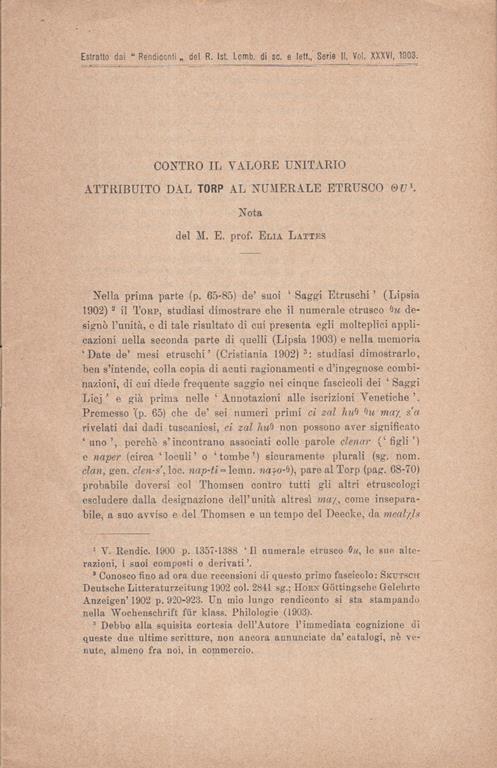 Estratto dai " Rendiconti „ del R. Ist. Lomb. di sc. e lett., Serie II, Vol. XXXVI, 1903.
CONTRO IL VALORE UNITARIO
ATTRIBUITO DAL TORP AL NUMERALE ETRUSCO ΘU¹.
Nota
del M. E. prof. ELIA LATTES
Nella prima parte (p. 65-85) de' suoi ' Saggi Etruschi ' (Lipsia
1902) ² il TORP, studiasi dimostrare che il numerale etrusco ϑu de-
signò l'unità, e di tale risultato di cui presenta egli molteplici appli-
cazioni nella seconda parte di quelli (Lipsia 1903) e nella memoria
' Date de' mesi etruschi ' (Cristiania 1902) ³: studiasi dimostrarlo,
ben s'intende, colla copia di acuti ragionamenti e d'ingegnose combi-
nazioni, di cui diede frequente saggio nei cinque fascicoli dei ' Saggi
Licj ' e già prima nelle ' Annotazioni alle iscrizioni Venetiche '.
Premesso (p. 65) che de' sei numeri primi ci zal huϑ ϑu maχ s'a
rivelati dai dadi tuscaniesi, ci zal huϑ non possono aver significato
' uno ', perchè s'incontrano associati colle parole clenar (' figli ')
e naper (circa ' loculi ' o ' tombe ') sicuramente plurali (sg. nom.
clan, gen. clen-s', loc. nap-ti = lemn. naφo-ϑ), pare al Torp (pag. 68-70)
probabile doversi col Thomsen contro tutti gli altri etruscologi
escludere dalla designazione dell'unità altresì maχ, come insepara-
bile, a suo avviso e del Thomsen e un tempo del Deecke, da mealχls
¹ V. Rendic. 1900 p. 1357-1388 ' Il numerale etrusco ϑu, le sue alte-
razioni, i suoi composti e derivati '.
² Conosco fino ad ora due recensioni di questo primo fascicolo: SKUTSCH
Deutsche Litteraturzeitung 1902 col. 2841 sg.; HORN Göttingsche Gelehrte
Anzeigen' 1902 p. 920-923. Un mio lungo rendiconto si sta stampando
nella Wochenschrift für klass. Philologie (1903).
³ Debbo alla squisita cortesia dell'Autore l'immediata cognizione di
queste due ultime scritture, non ancora annunciate da' catalogi, nè ve-
nute, almeno fra noi, in commercio.